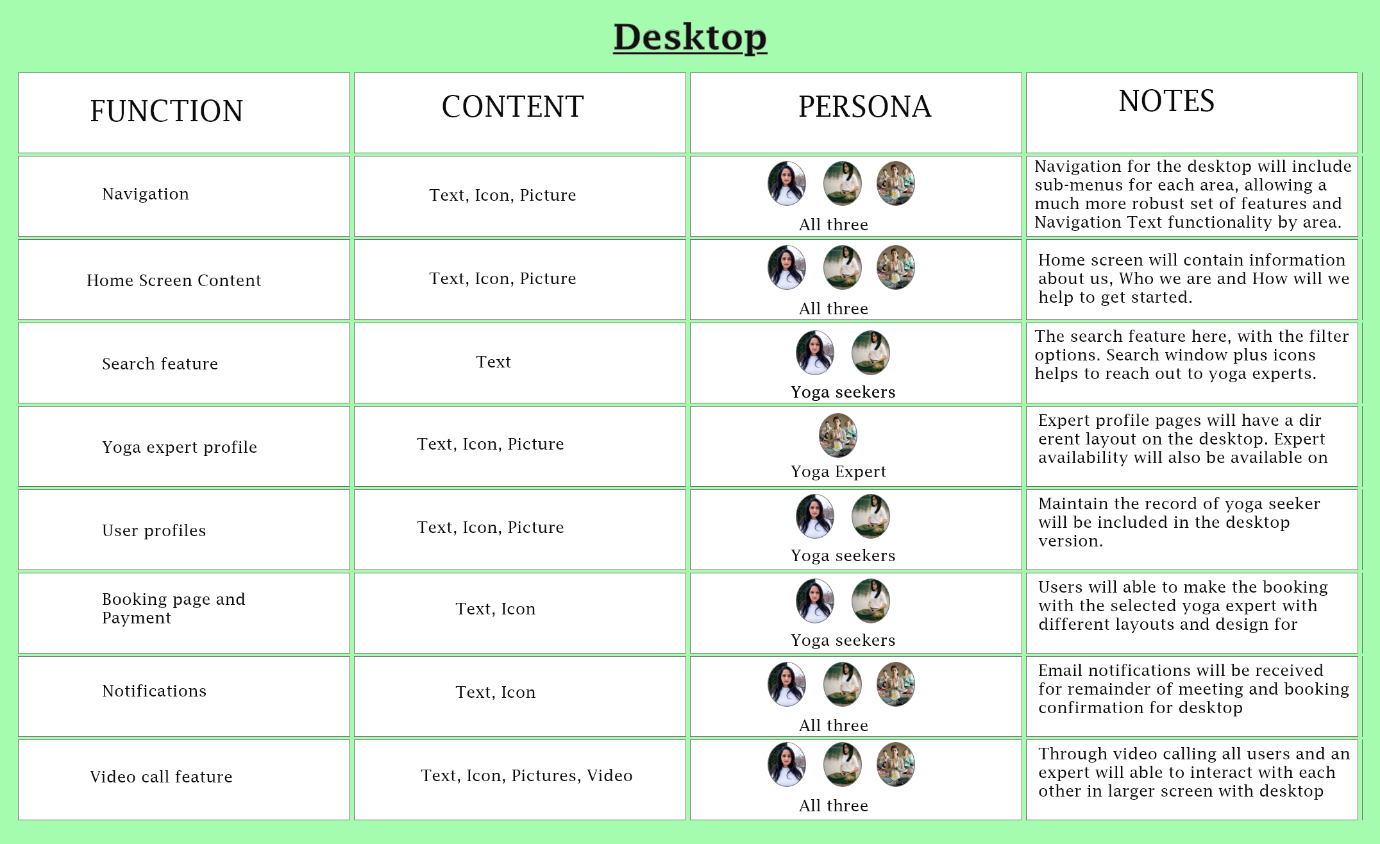 Desktop
FUNCTION
CONTENT
PERSONA
NOTES
Navigation
Text, Icon, Picture
All three
Navigation for the desktop will include
sub-menus for each area, allowing a
much more robust set of features and
Navigation Text functionality by area.
Home Screen Content
Text, Icon, Picture
All three
Home screen will contain information
about us, Who we are and How will we
help to get started.
Search feature
Text
Yoga seekers
The search feature here, with the filter
options. Search window plus icons
helps to reach out to yoga experts.
Yoga expert profile
Text, Icon, Picture
Yoga Expert
Expert profile pages will have a dir
erent layout on the desktop. Expert
availability will also be available on
User profiles
Text, Icon, Picture
Yoga seekers
Maintain the record of yoga seeker
will be included in the desktop
version.
Booking page and
Payment
Text, Icon
Yoga seekers
Users will able to make the booking
with the selected yoga expert with
different layouts and design for
Notifications
Text, Icon
All three
Email notifications will be received
for remainder of meeting and booking
confirmation for desktop
Video call feature
Text, Icon, Pictures, Video
All three
Through video calling all users and an
expert will able to interact with each
other in larger screen with desktop